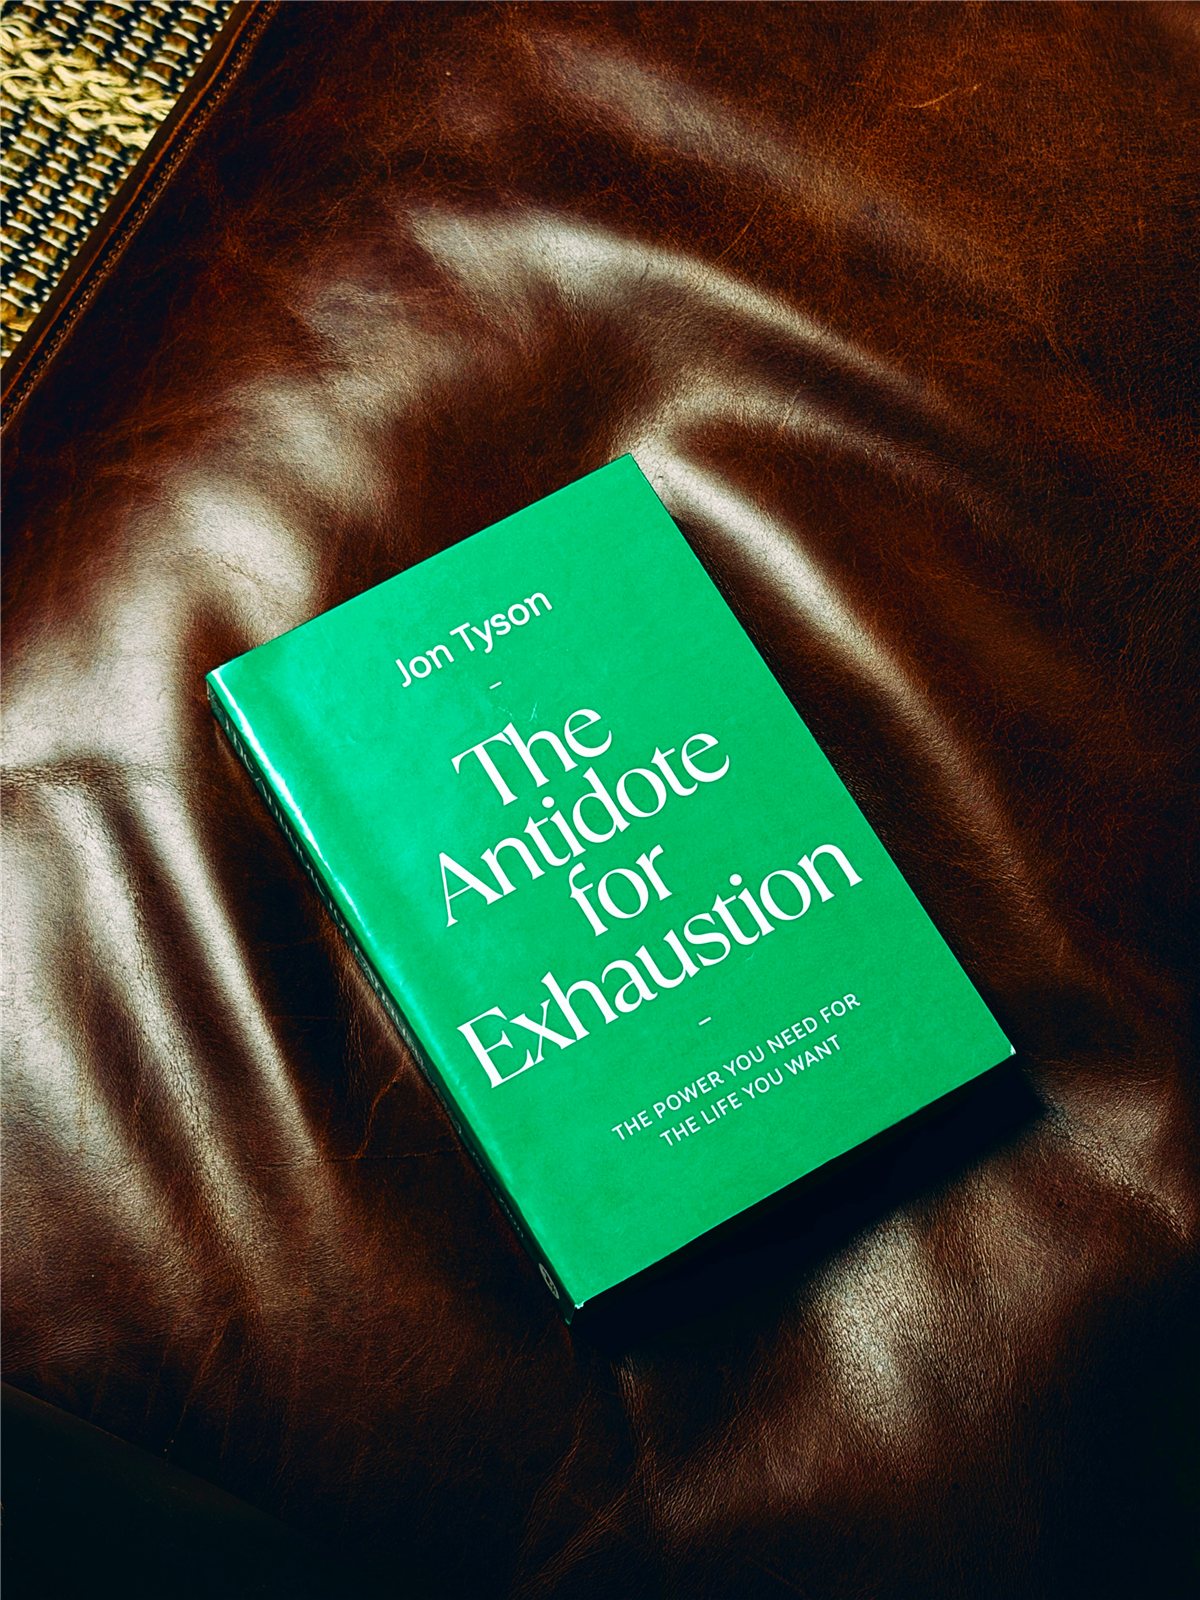 Jon Tyson
–
The
Antidote
for
Exhaustion
–
THE POWER YOU NEED FOR
THE LIFE YOU WANT